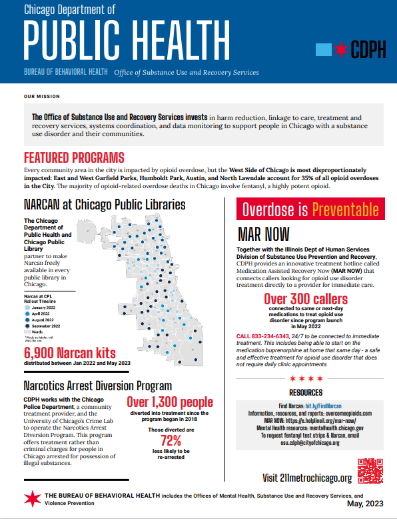 Chicago Department of
PUBLIC HEALTH
BUREAU OF BEHAVIORAL HEALTH Office of Substance Use and Recovery Services
CDPH
OUR MISSION
The Office of Substance Use and Recovery Services invests in harm reduction, linkage to care, treatment and
recovery services, systems coordination, and data monitoring to support people in Chicago with a substance
use disorder and their communities.
FEATURED PROGRAMS
Every community area in the city is impacted by opioid overdose, but the West Side of Chicago is most disproportionately
impacted: East and West Garfield Parks, Humboldt Park, Austin, and North Lawndale account for 35% of all opioid overdoses
in the City. The majority of opioid-related overdose deaths in Chicago involve fentanyl, a highly potent opioid.
NARCAN at Chicago Public Libraries
The Chicago
Department of
Public Health and
Chicago Public
Library
partner to make
Narcan freely
available in every
public library in
Chicago.
Narcan at CPL
Rollout Timeline
January 2022
April 2022
August 2022
November 2022
6,900 Narcan kits
distributed between Jan 2022 and May 2023
Narcotics Arrest Diversion Program
CDPH works with the Chicago
Police Department, a community
treatment provider, and the
University of Chicago's Crime Lab
to operate the Narcotics Arrest
Diversion Program. This program
offers treatment rather than
criminal charges for people in
Chicago arrested for possession of
illegal substances.
Over 1,300 people
diverted into treatment since the
program began in 2018
Those diverted are
72%
less likely to be
re-arrested
Overdose is Preventable
MAR NOW
Together with the Illinois Dept of Human Services
Division of Substance Use Prevention and Recovery,
CDPH provides an innovative treatment hotline called
Medication Assisted Recovery Now (MAR NOW) that
connects callers looking for opioid use disorder
treatment directly to a provider for immediate care.
Over 300 callers
connected to same or next-day
medications to treat opioid use
disorder since program launch
in May 2022
CALL 833-234-6343, 24/7 to be connected to immediate
treatment. This includes being able to start on the
medication buprenorphine at home that same day - a safe
and effective treatment for opioid use disorder that does
not require daily clinic appointments
RESOURCES
Find Narcan: bit.ly/FindNarcan
Information, resources, and reports: overcomeopioids.com
MAR NOW: https://c.helplineil.org/mar-now/
Mental Health resources: mentalhealth.chicago.gov
To request fentanyl test strips & Narcan, email
osu.cdph@cityofchicago.org
Visit 211metrochicago.org
THE BUREAU OF BEHAVIORAL HEALTH includes the Offices of Mental Health, Substance Use and Recovery Services, and
Violence Prevention
May, 2023